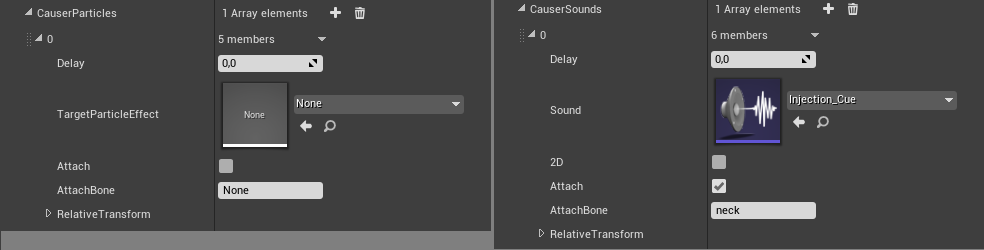 CauserParticles 1 Array elements
0 5 members
Delay 0,0
TargetParticleEffect None None
Attach
AttachBone None
RelativeTransform
CauserSounds 1 Array elements
0 6 members
Delay 0,0
Sound Injection_Cue
2D
Attach
AttachBone neck
RelativeTransform